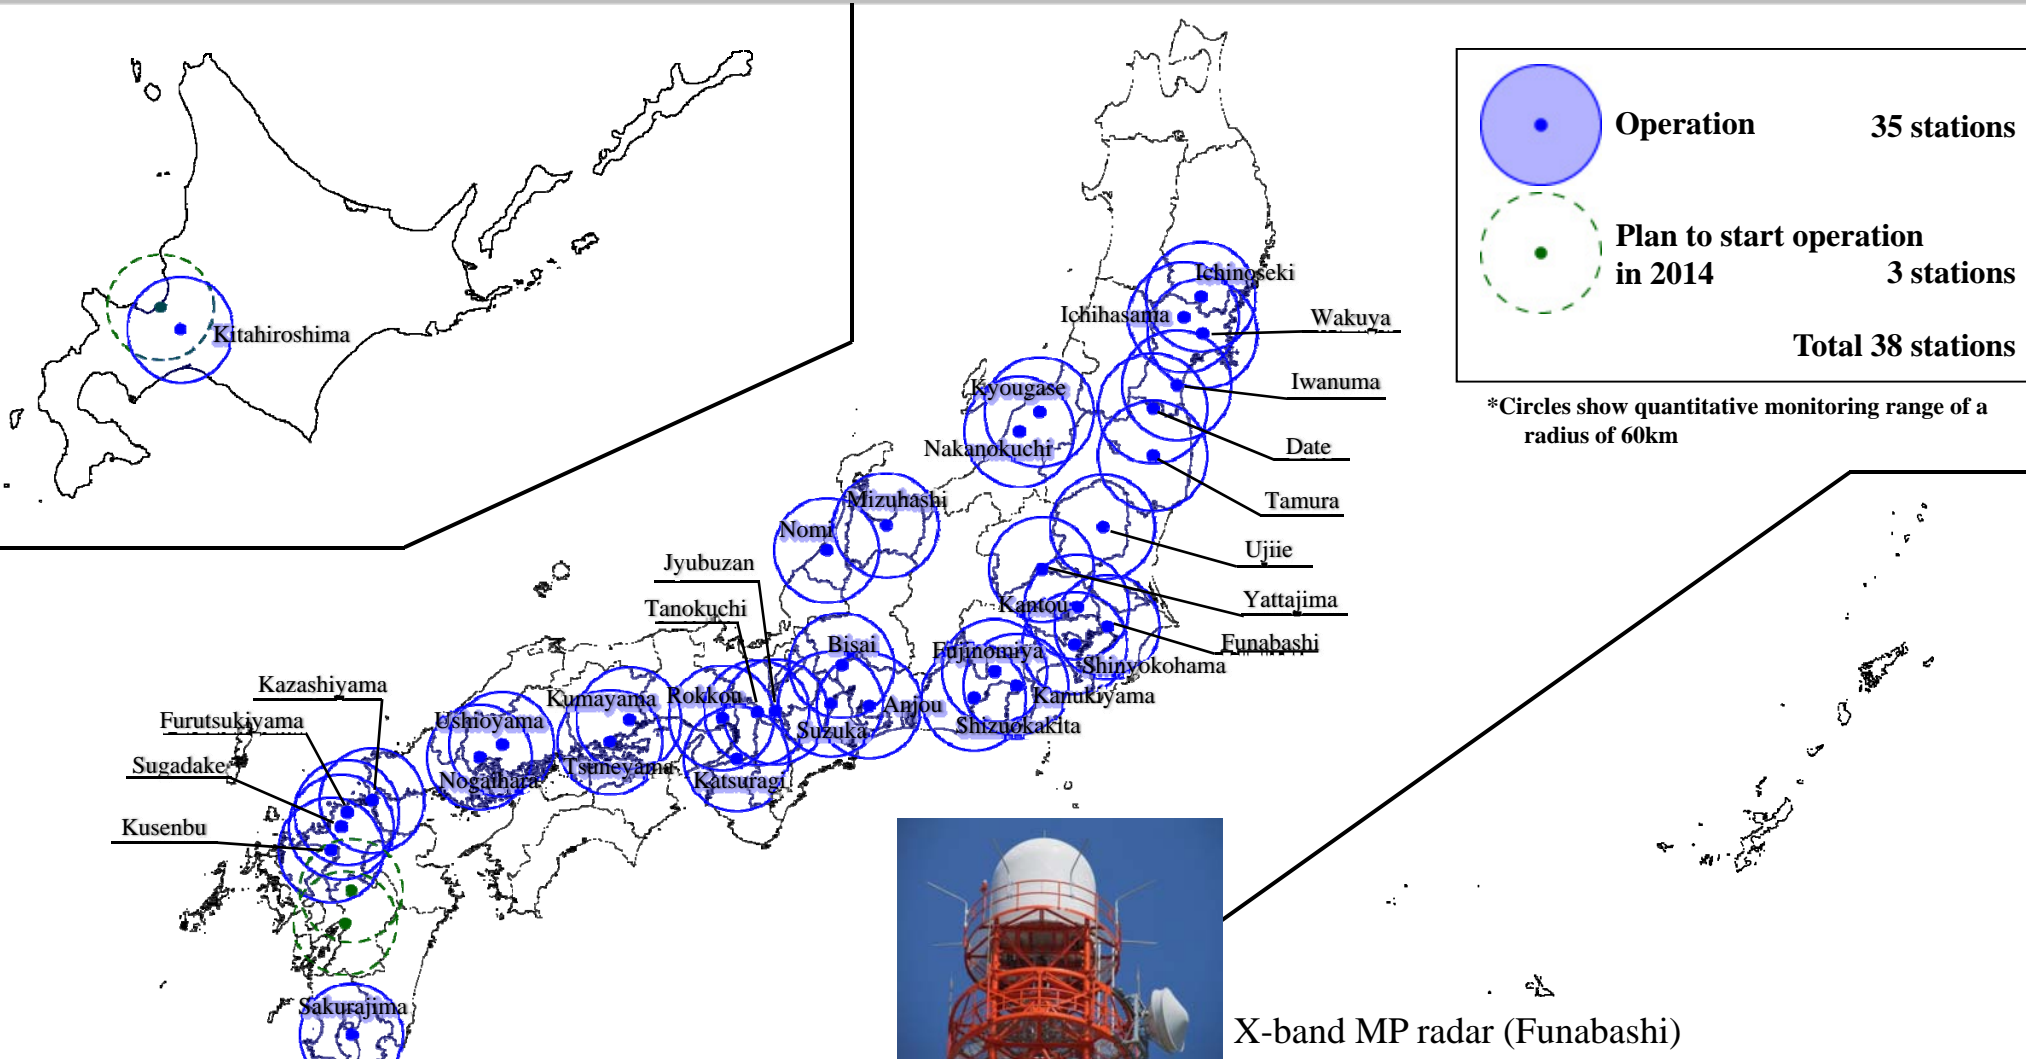 Operation 35 stations
Plan to start operation
in 2014 3 stations
Total 38 stations
*Circles show quantitative monitoring range of a
radius of 60km
Kitahiroshima
Ichinoseki
Ichihasama
Wakuya
Iwanuma
Kyougase
Nakanokuchi
Date
Tamura
Mizuhashi
Nomi
Ujiie
Jyubuzan
Yattajima
Tanokuchi
Kantou
Funabashi
Bisai
Fujinomiya
Shinyokohama
Kazashiyama
Kumayama
Rokkou
Kanukiyama
Anjou
Furutsukiyama
Ushioyama
Suzuka
Shizuokakita
Sugadake
Nogaihara
Tsuneyama
Katsuragi
Kusenbu
Sakurajima
X-band MP radar (Funabashi)